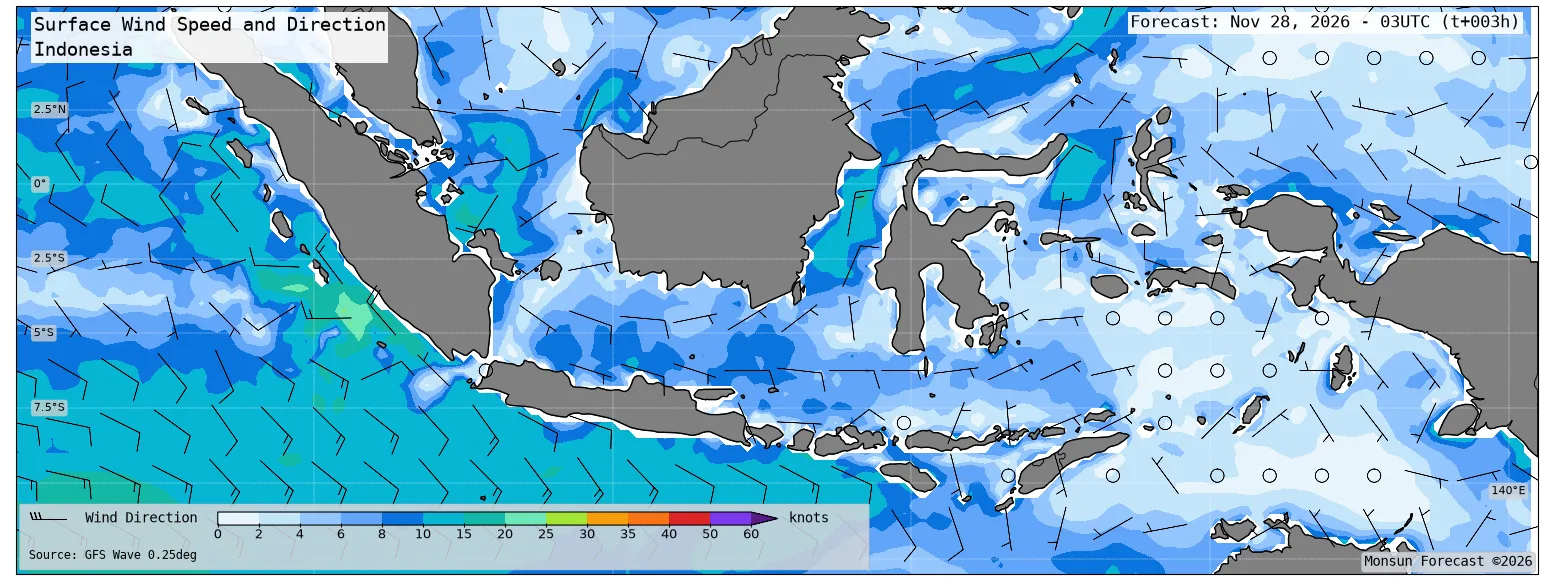 Surface Wind Speed and Direction
Indonesia
Forecast: Nov 28, 2026 - 03UTC (t+003h)
2.5°N
0°
2.5°S
5°S
7.5°S
140°E
Wind Direction
knots
0 2 4 6 8 10 15 20 25 30 35 40 50 60
Source: GFS Wave 0.25deg
Monsun Forecast ©2026